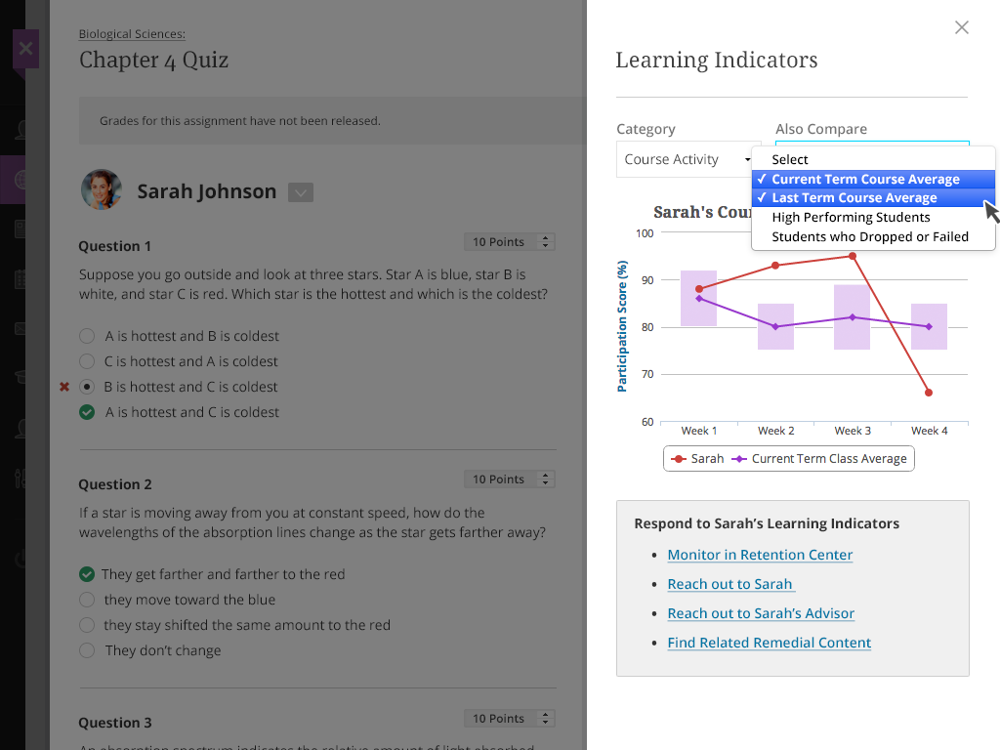 Biological Sciences:
Chapter 4 Quiz
Grades for this assignment have not been released.
Sarah Johnson
Question 1
10 Points
Suppose you go outside and look at three stars. Star A is blue, star B is
white, and star C is red. Which star is the hottest and which is the coldest?
A is hottest and B is coldest
C is hottest and A is coldest
B is hottest and C is coldest
A is hottest and C is coldest
Question 2
10 Points
If a star is moving away from you at constant speed, how do the
wavelengths of the absorption lines change as the star gets farther away?
They get farther and farther to the red
they move toward the blue
they stay shifted the same amount to the red
They don't change
Question 3
10 Points
An absorption spectrum indicates the relative amount of light absorbed
Learning Indicators
Category
Also Compare
Course Activity
Select
✓ Current Term Course Average
✓ Last Term Course Average
High Performing Students
Students who Dropped or Failed
Sarah's Cou
Participation Score (%)
100
90
80
70
60
Week 1
Week 2
Week 3
Week 4
Sarah
Current Term Class Average
Respond to Sarah’s Learning Indicators
• Monitor in Retention Center
• Reach out to Sarah
• Reach out to Sarah’s Advisor
• Find Related Remedial Content